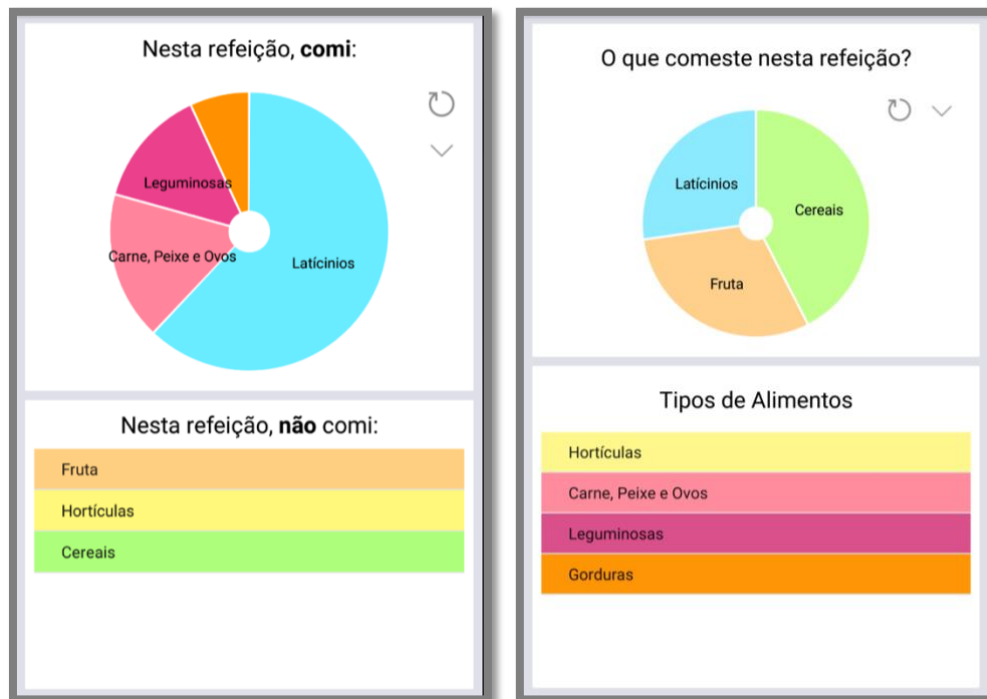 Nesta refeição, comi:
Leguminosas
Carne, Peixe e Ovos
Latícinios
Nesta refeição, não comi:
Fruta
Hortículas
Cereais
O que comeste nesta refeição?
Latícinios
Cereais
Fruta
Tipos de Alimentos
Hortículas
Carne, Peixe e Ovos
Leguminosas
Gorduras